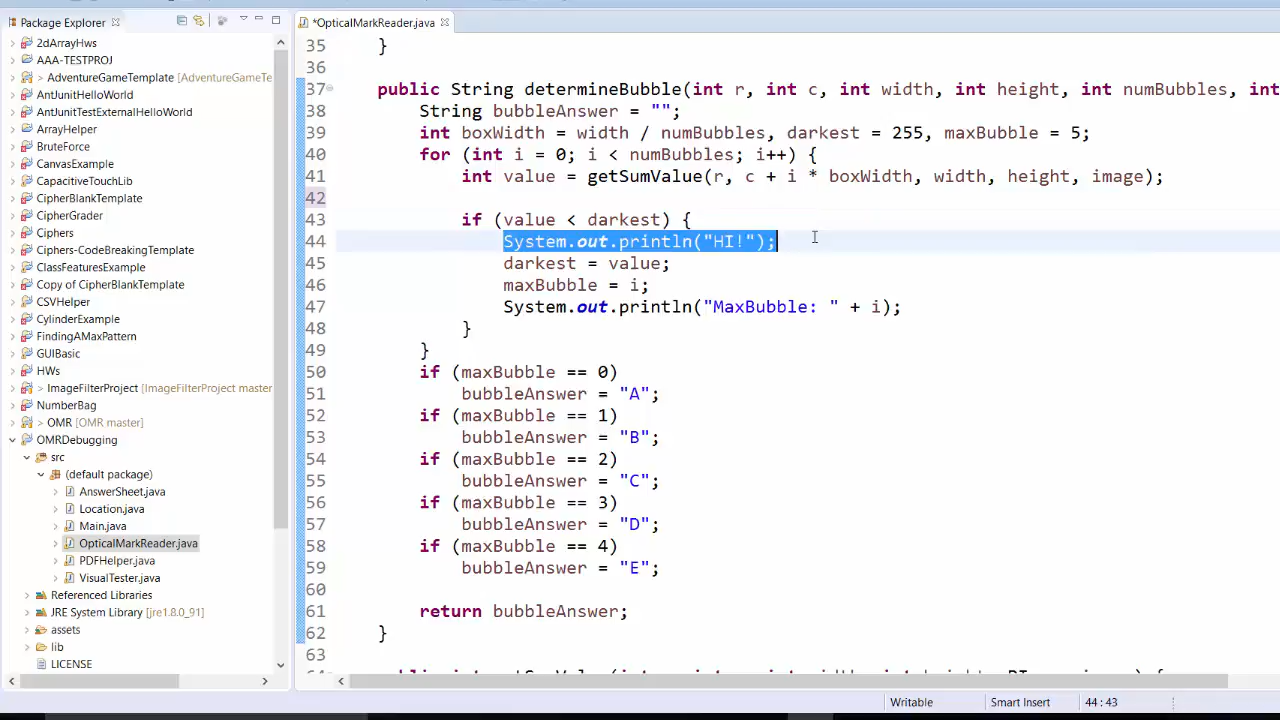 Package Explorer
*OpticalMarkReader.java
2dArrayHws
AAA-TESTPROJ
> AdventureGameTemplate [AdventureGameTe
AntUnitHelloWorld
AntUnitTestExternalHelloWorld
ArrayHelper
BruteForce
CanvasExample
CapacitiveTouchLib
CipherBlankTemplate
CipherGrader
Ciphers
Ciphers_CodeBreakingTemplate
ClassFeaturesExample
Copy of CipherBlankTemplate
CSVHelper
CylinderExample
FindingAMaxPattern
GUIBasic
HWs
> ImageFilterProject [ImageFilterProject master
NumberBag
> OMR [OMR master]
OMRDebugging
src
(default package)
AnswerSheet.java
Location.java
Main.java
OpticalMarkReader.java
PDFHelper.java
VisualTester.java
Referenced Libraries
JRE System Library [jre1.8.0_91]
assets
lib
LICENSE
35 }
36
37 public String determineBubble(int r, int c, int width, int height, int numBubbles, int
38 String bubbleAnswer = "";
39 int boxWidth = width / numBubbles, darkest = 255, maxBubble = 5;
40 for (int i = 0; i < numBubbles; i++) {
41 int value = getSumValue(r, c + i * boxWidth, width, height, image);
42
43 if (value < darkest) {
44 System.out.println("HI!");
45 darkest = value;
46 maxBubble = i;
47 System.out.println("MaxBubble: " + i);
48 }
49 }
50 if (maxBubble == 0)
51 bubbleAnswer = "A";
52 if (maxBubble == 1)
53 bubbleAnswer = "B";
54 if (maxBubble == 2)
55 bubbleAnswer = "C";
56 if (maxBubble == 3)
57 bubbleAnswer = "D";
58 if (maxBubble == 4)
59 bubbleAnswer = "E";
60
61 return bubbleAnswer;
62 }
63
Writable Smart Insert 44 : 43